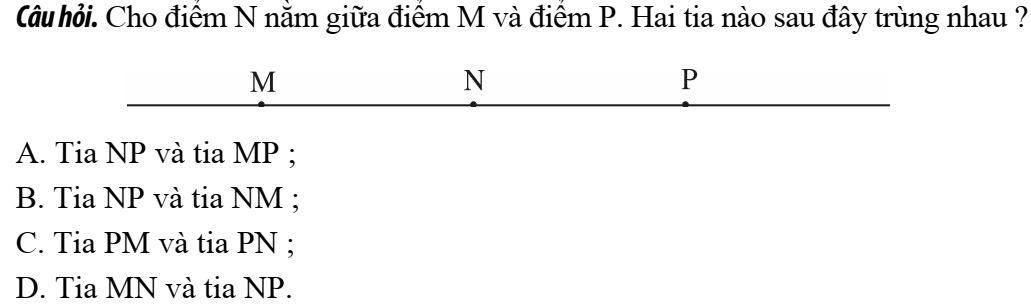 Câu hỏi. Cho điểm N nằm giữa điểm M và điểm P. Hai tia nào sau đây trùng nhau ?
M N P
A. Tia NP và tia MP ;
B. Tia NP và tia NM ;
C. Tia PM và tia PN ;
D. Tia MN và tia NP.